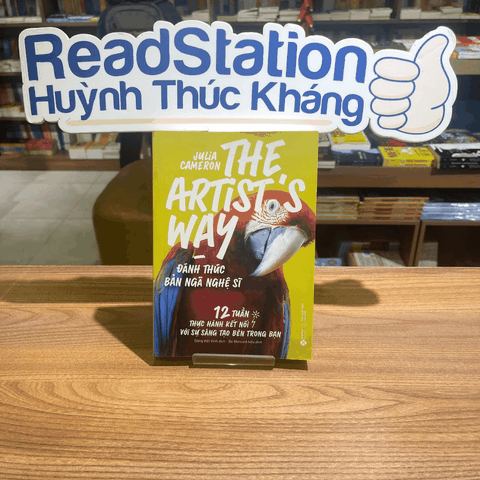 ReadStation
Huỳnh Thúc Kháng
JULIA
CAMERON
THE
ARTIST'S
WAY
ĐÁNH THỨC
BẢN NGÃ NGHỆ SĨ
12 TUẦN
THỰC HÀNH KẾT NỐI
VỚI SỰ SÁNG TẠO BÊN TRONG BẠN